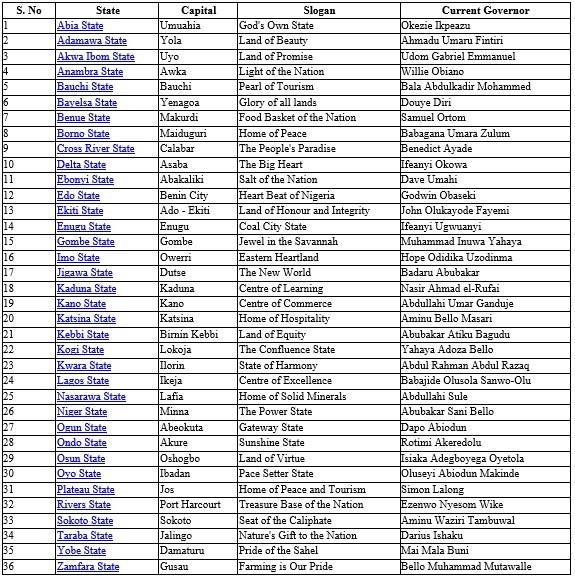 S. No State Capital Slogan Current Governor
1 Abia State Umuahia God's Own State Okezie Ikpeazu
2 Adamawa State Yola Land of Beauty Ahmadu Umaru Fintiri
3 Akwa Ibom State Uyo Land of Promise Udom Gabriel Emmanuel
4 Anambra State Awka Light of the Nation Willie Obiano
5 Bauchi State Bauchi Pearl of Tourism Bala Abdulkadir Mohammed
6 Bayelsa State Yenagoa Glory of all lands Douye Diri
7 Benue State Makurdi Food Basket of the Nation Samuel Ortom
8 Borno State Maiduguri Home of Peace Babagana Umara Zulum
9 Cross River State Calabar The People's Paradise Benedict Ayade
10 Delta State Asaba The Big Heart Ifeanyi Okowa
11 Ebonyi State Abakaliki Salt of the Nation Dave Umahi
12 Edo State Benin City Heart Beat of Nigeria Godwin Obaseki
13 Ekiti State Ado - Ekiti Land of Honour and Integrity John Olukayode Fayemi
14 Enugu State Enugu Coal City State Ifeanyi Ugwuanyi
15 Gombe State Gombe Jewel in the Savannah Muhammad Inuwa Yahaya
16 Imo State Owerri Eastern Heartland Hope Odidika Uzodinma
17 Jigawa State Dutse The New World Badaru Abubakar
18 Kaduna State Kaduna Centre of Learning Nasir Ahmad el-Rufai
19 Kano State Kano Centre of Commerce Abdullahi Umar Ganduje
20 Katsina State Katsina Home of Hospitality Aminu Bello Masari
21 Kebbi State Birnin Kebbi Land of Equity Abubakar Atiku Bagudu
22 Kogi State Lokoja The Confluence State Yahaya Adoza Bello
23 Kwara State Ilorin State of Harmony Abdul Rahman Abdul Razaq
24 Lagos State Ikeja Centre of Excellence Babajide Olusola Sanwo-Olu
25 Nasarawa State Lafia Home of Solid Minerals Abdullahi Sule
26 Niger State Minna The Power State Abubakar Sani Bello
27 Ogun State Abeokuta Gateway State Dapo Abiodun
28 Ondo State Akure Sunshine State Rotimi Akeredolu
29 Osun State Oshogbo Land of Virtue Isiaka Adegboyega Oyetola
30 Oyo State Ibadan Pace Setter State Oluseyi Abiodun Makinde
31 Plateau State Jos Home of Peace and Tourism Simon Lalong
32 Rivers State Port Harcourt Treasure Base of the Nation Ezenwo Nyesom Wike
33 Sokoto State Sokoto Seat of the Caliphate Aminu Waziri Tambuwal
34 Taraba State Jalingo Nature's Gift to the Nation Darius Ishaku
35 Yobe State Damaturu Pride of the Sahel Mai Mala Buni
36 Zamfara State Gusau Farming is Our Pride Bello Muhammad Mutawalle